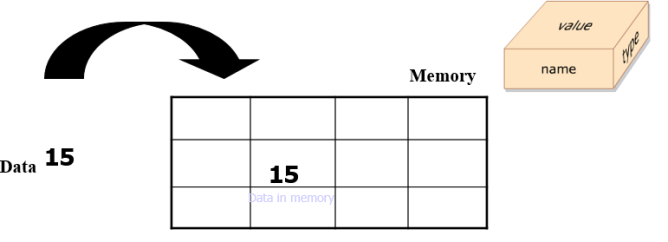 value
type
name
Memory
Data 15
15
Data in memory